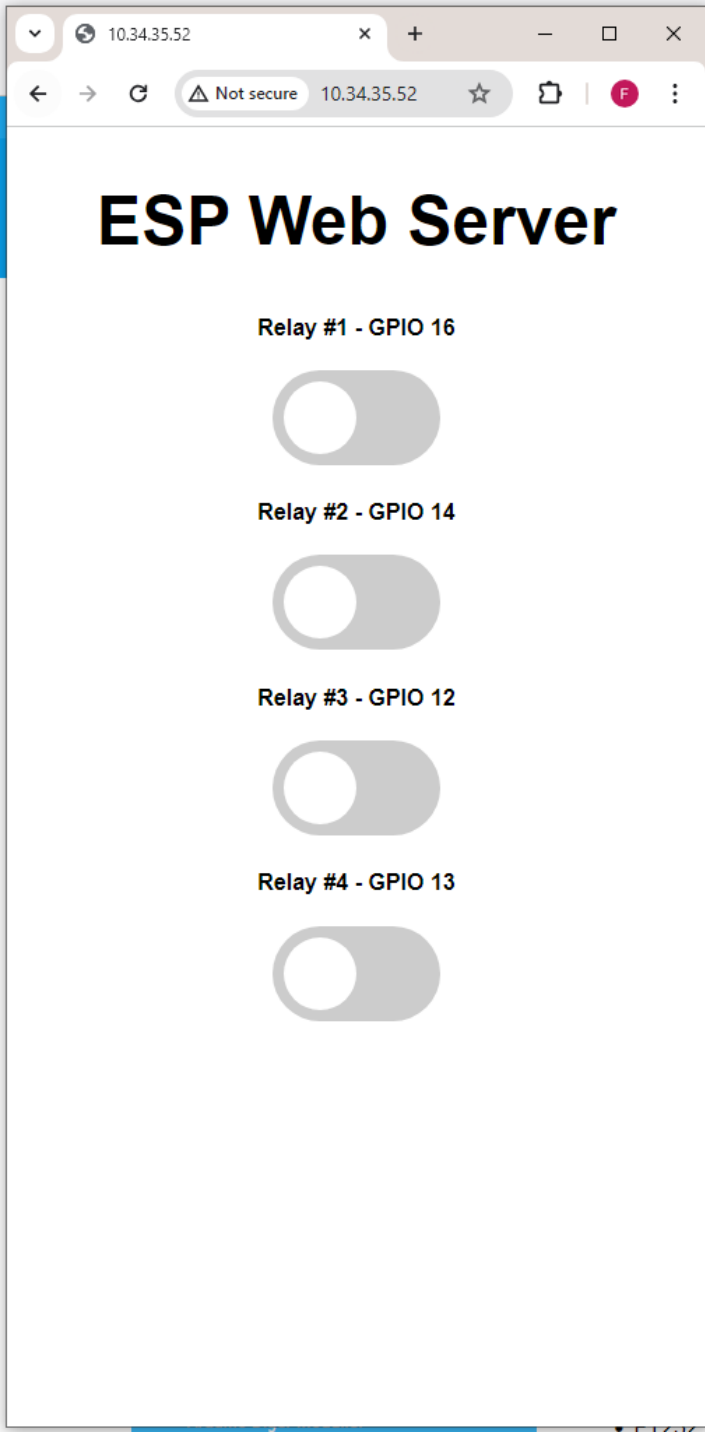 10.34.35.52
Not secure 10.34.35.52 F
ESP Web Server
Relay #1 - GPIO 16
Relay #2 - GPIO 14
Relay #3 - GPIO 12
Relay #4 - GPIO 13